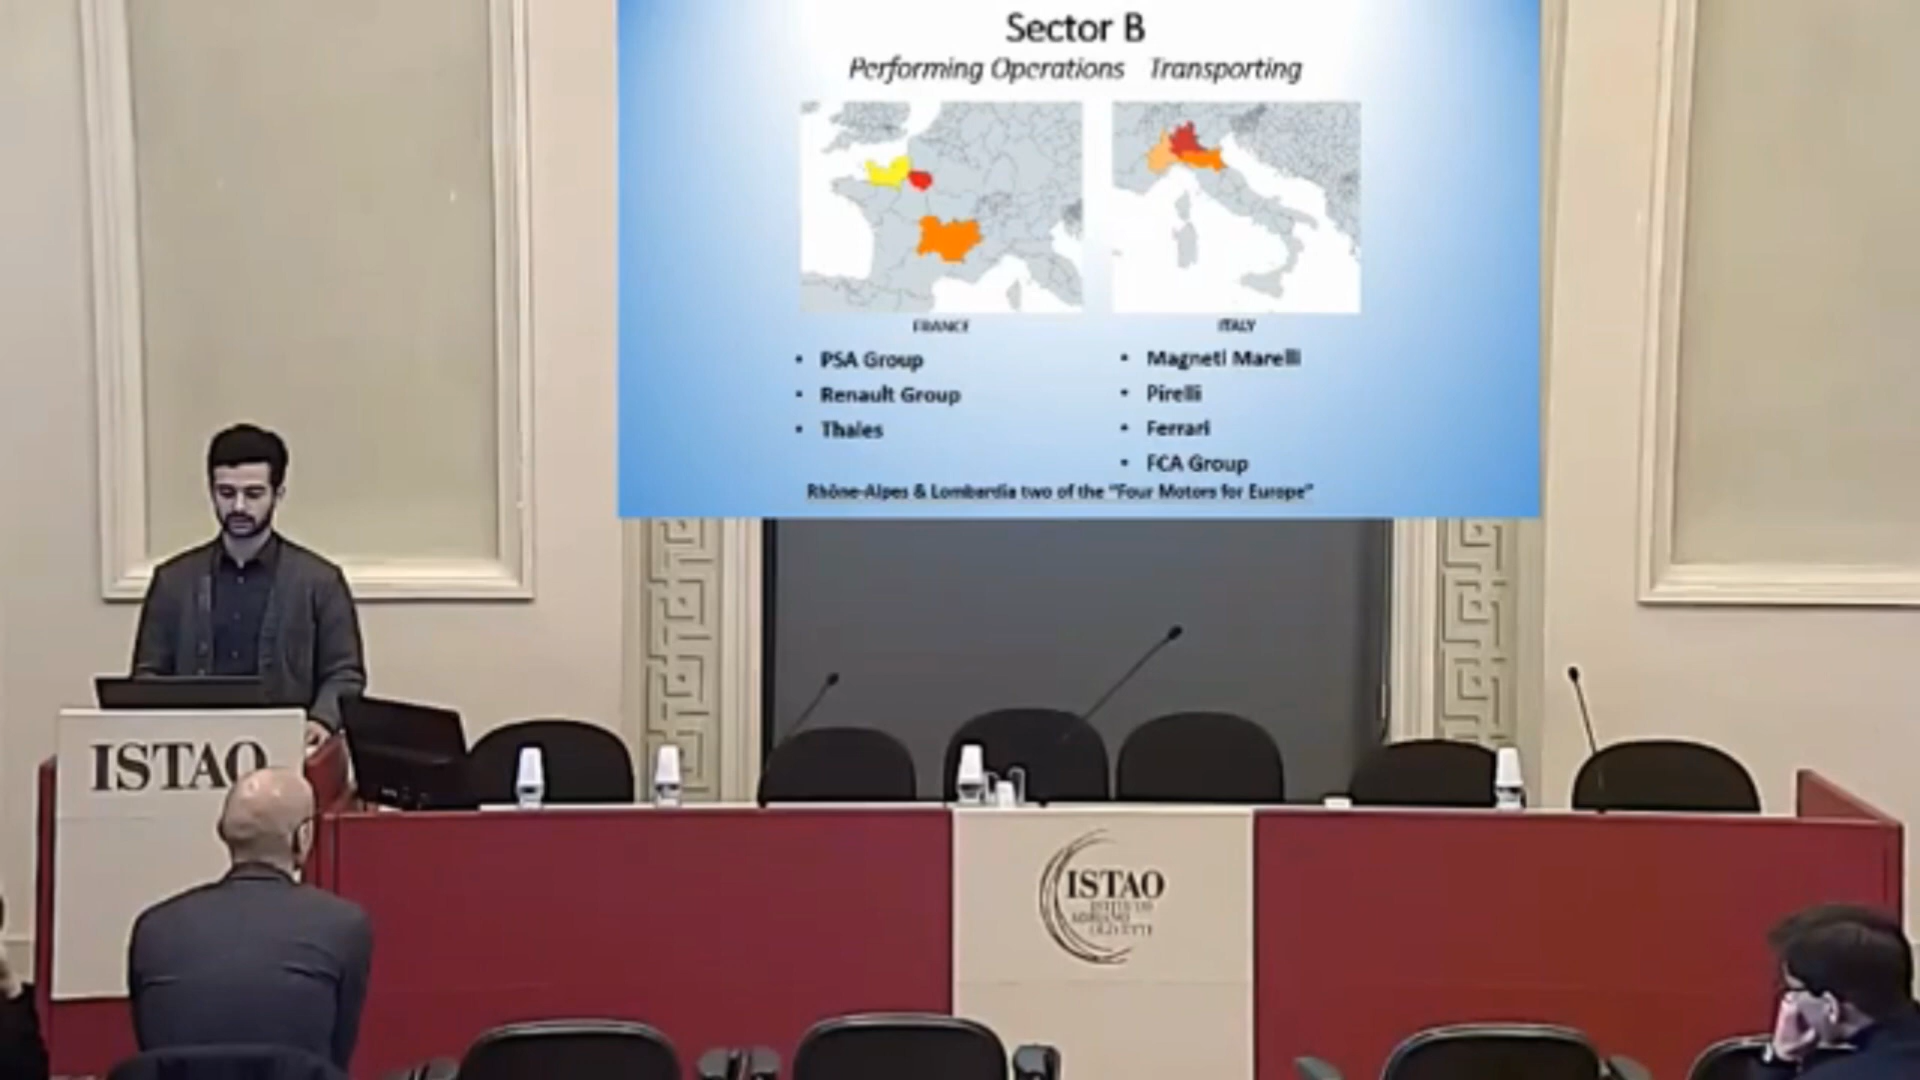 Sector B
Performing Operations Transporting
FRANCE
ITALY
• PSA Group
• Renault Group
• Thales
• Magneti Marelli
• Pirelli
• Ferrari
• FCA Group
Rhône-Alpes & Lombardia two of the "Four Motors for Europe"
ISTAO
ISTAO